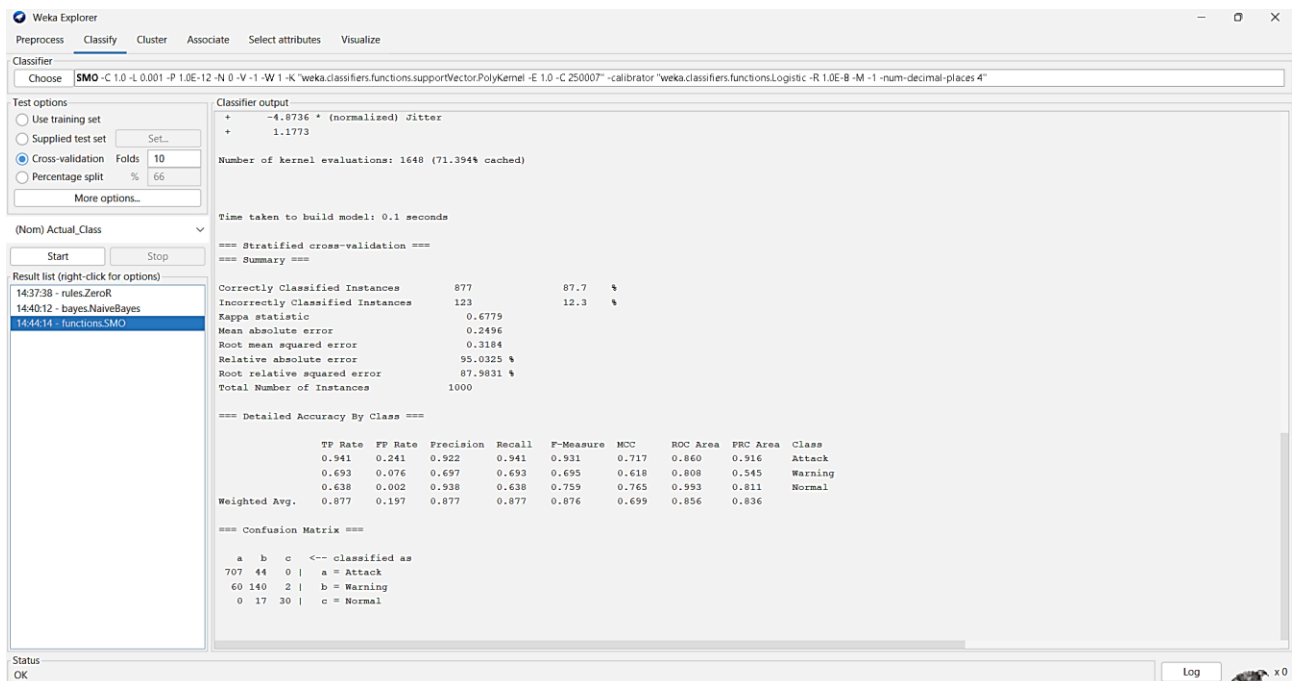 Weka Explorer
Preprocess Classify Cluster Associate Select attributes Visualize
Classifier
Choose SMO -C 1.0 -L 0.001 -P 1.0E-12 -N 0 -V -1 -W 1 -K "weka.classifiers.functions.supportVector.PolyKernel -E 1.0 -C 250007" -calibrator "weka.classifiers.functions.Logistic -R 1.0E-8 -M -1 -num-decimal-places 4"
Test options
Use training set
Supplied test set Set...
Cross-validation Folds 10
Percentage split % 66
More options...
(Nom) Actual_Class
Start Stop
Result list (right-click for options)
14:37:38 - rules.ZeroR
14:40:12 - bayes.NaiveBayes
14:44:14 - functions.SMO
Classifier output
+ -4.8736 * (normalized) Jitter
+ 1.1773
Number of kernel evaluations: 1648 (71.394% cached)
Time taken to build model: 0.1 seconds
=== Stratified cross-validation ===
=== Summary ===
Correctly Classified Instances 877 87.7 %
Incorrectly Classified Instances 123 12.3 %
Kappa statistic 0.6779
Mean absolute error 0.2496
Root mean squared error 0.3184
Relative absolute error 95.0325 %
Root relative squared error 87.9831 %
Total Number of Instances 1000
=== Detailed Accuracy By Class ===
TP Rate FP Rate Precision Recall F-Measure MCC ROC Area PRC Area Class
0.941 0.241 0.922 0.941 0.931 0.717 0.860 0.916 Attack
0.693 0.076 0.697 0.693 0.695 0.618 0.808 0.545 Warning
0.638 0.002 0.938 0.638 0.759 0.765 0.993 0.811 Normal
Weighted Avg. 0.877 0.197 0.877 0.877 0.876 0.699 0.856 0.836
=== Confusion Matrix ===
a b c <-- classified as
707 44 0 | a = Attack
60 140 2 | b = Warning
0 17 30 | c = Normal
Status
OK
Log x 0